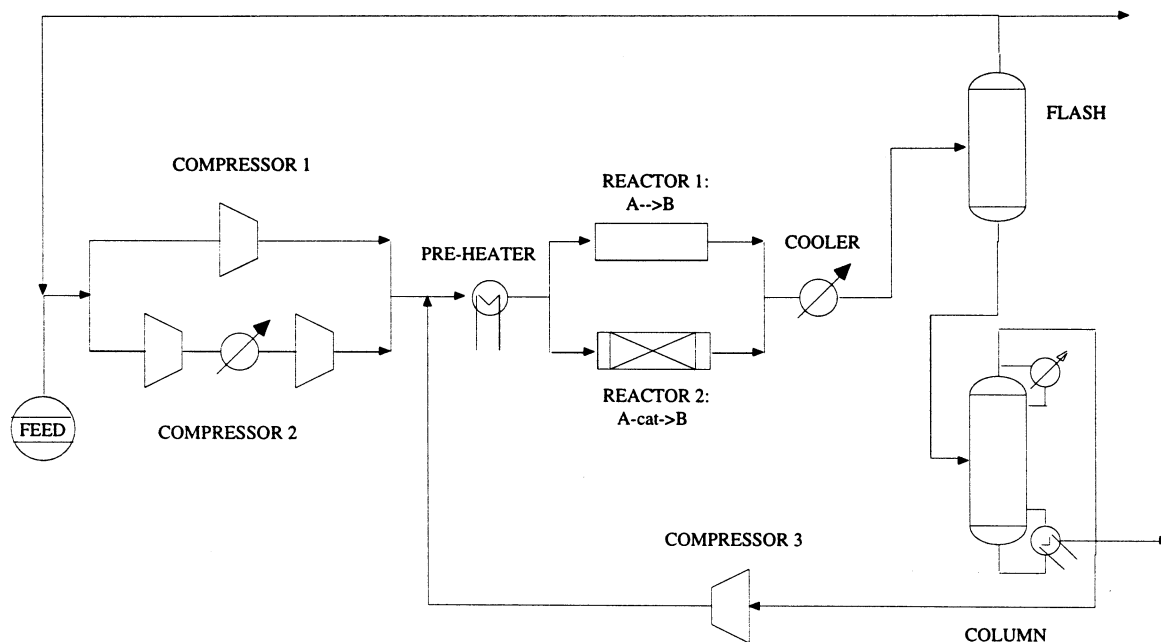 FLASH
COMPRESSOR 1
REACTOR 1:
A-->B
PRE-HEATER
COOLER
FEED
COMPRESSOR 2
REACTOR 2:
A-cat->B
COMPRESSOR 3
COLUMN